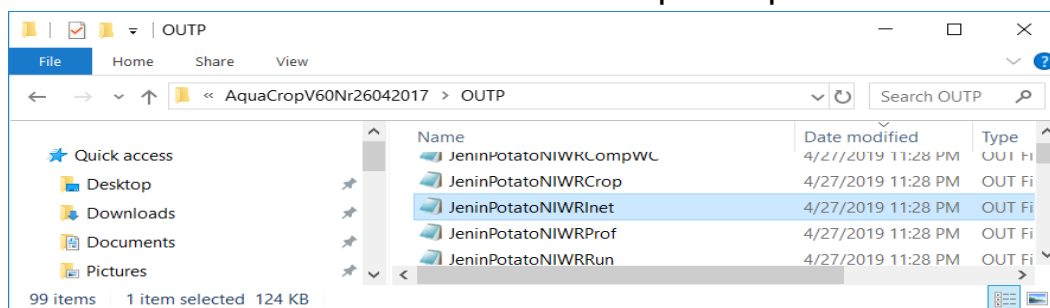 OUTP
File Home Share View
« AquaCropV60Nr26042017 > OUTP Search OUTP
Name Date modified Type
Quick access JeninPotatoNIWRCompWC 4/27/2019 11:28 PM OUT Fi
Desktop JeninPotatoNIWRCrop 4/27/2019 11:28 PM OUT Fi
Downloads JeninPotatoNIWRInet 4/27/2019 11:28 PM OUT Fi
Documents JeninPotatoNIWRProf 4/27/2019 11:28 PM OUT Fi
Pictures JeninPotatoNIWRRun 4/27/2019 11:28 PM OUT Fi
99 items 1 item selected 124 KB